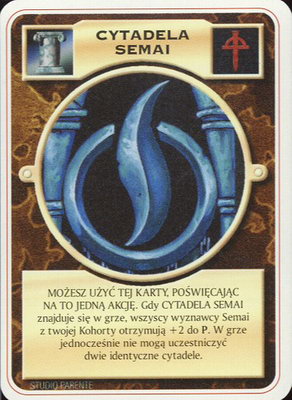 CYTADELA
SEMAI
MOŻESZ UŻYĆ TEJ KARTY, POŚWIĘCAJĄC
NA TO JEDNĄ AKCJĘ. Gdy CYTADELA SEMAI
znajduje się w grze, wszyscy wyznawcy Semai
z twojej Kohorty otrzymują +2 do P. W grze
jednocześnie nie mogą uczestniczyć
dwie identyczne cytadele.
STUDIO PARENTE